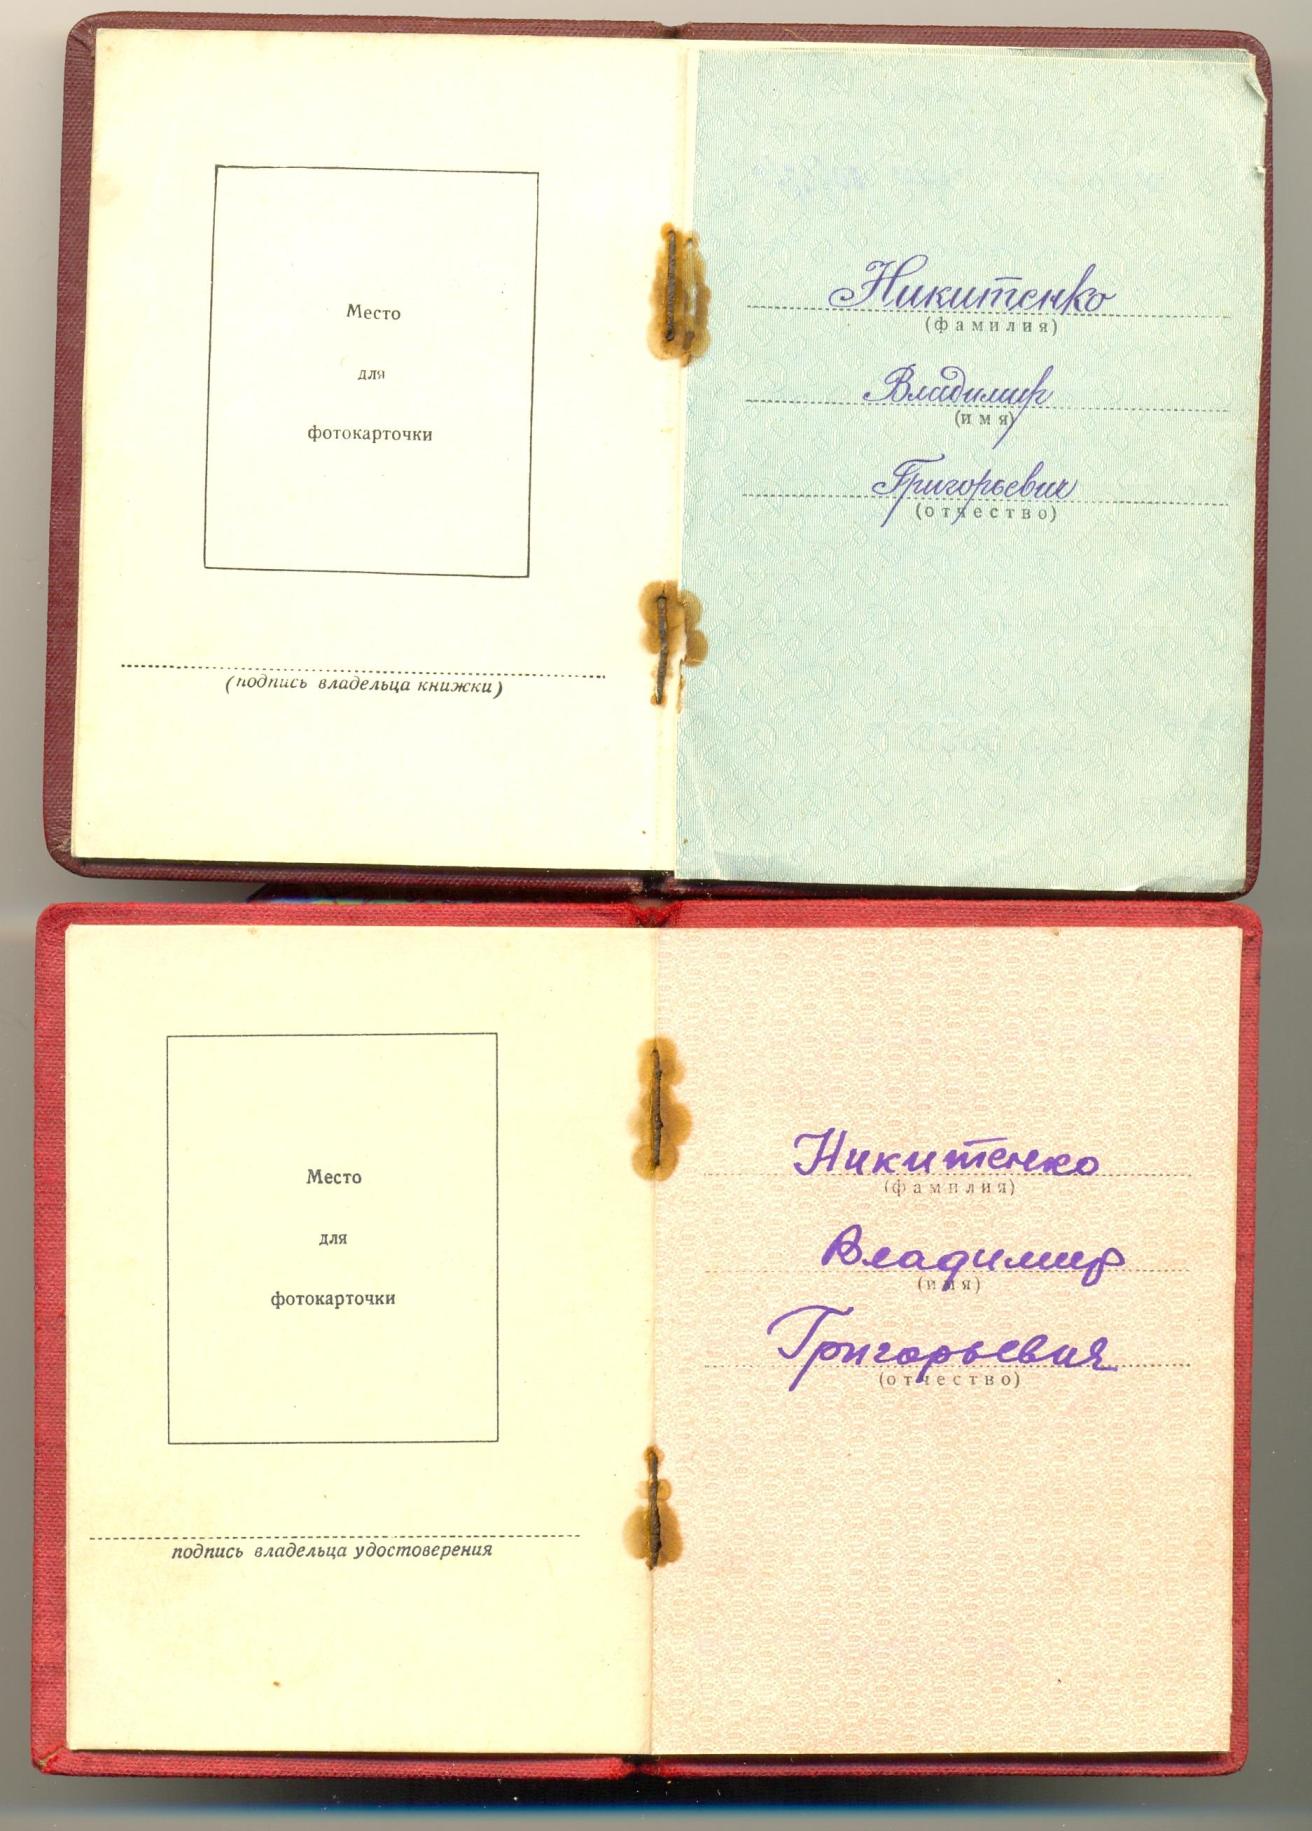 Место
для
фотокарточки
(подпись владельца книжки)
Никитенко
(фамилия)
Владимир
(имя)
Григорьевич
(отчество)
Место
для
фотокарточки
подпись владельца удостоверения
Никитенко
(фамилия)
Владимир
(имя)
Григорьевич
(отчество)